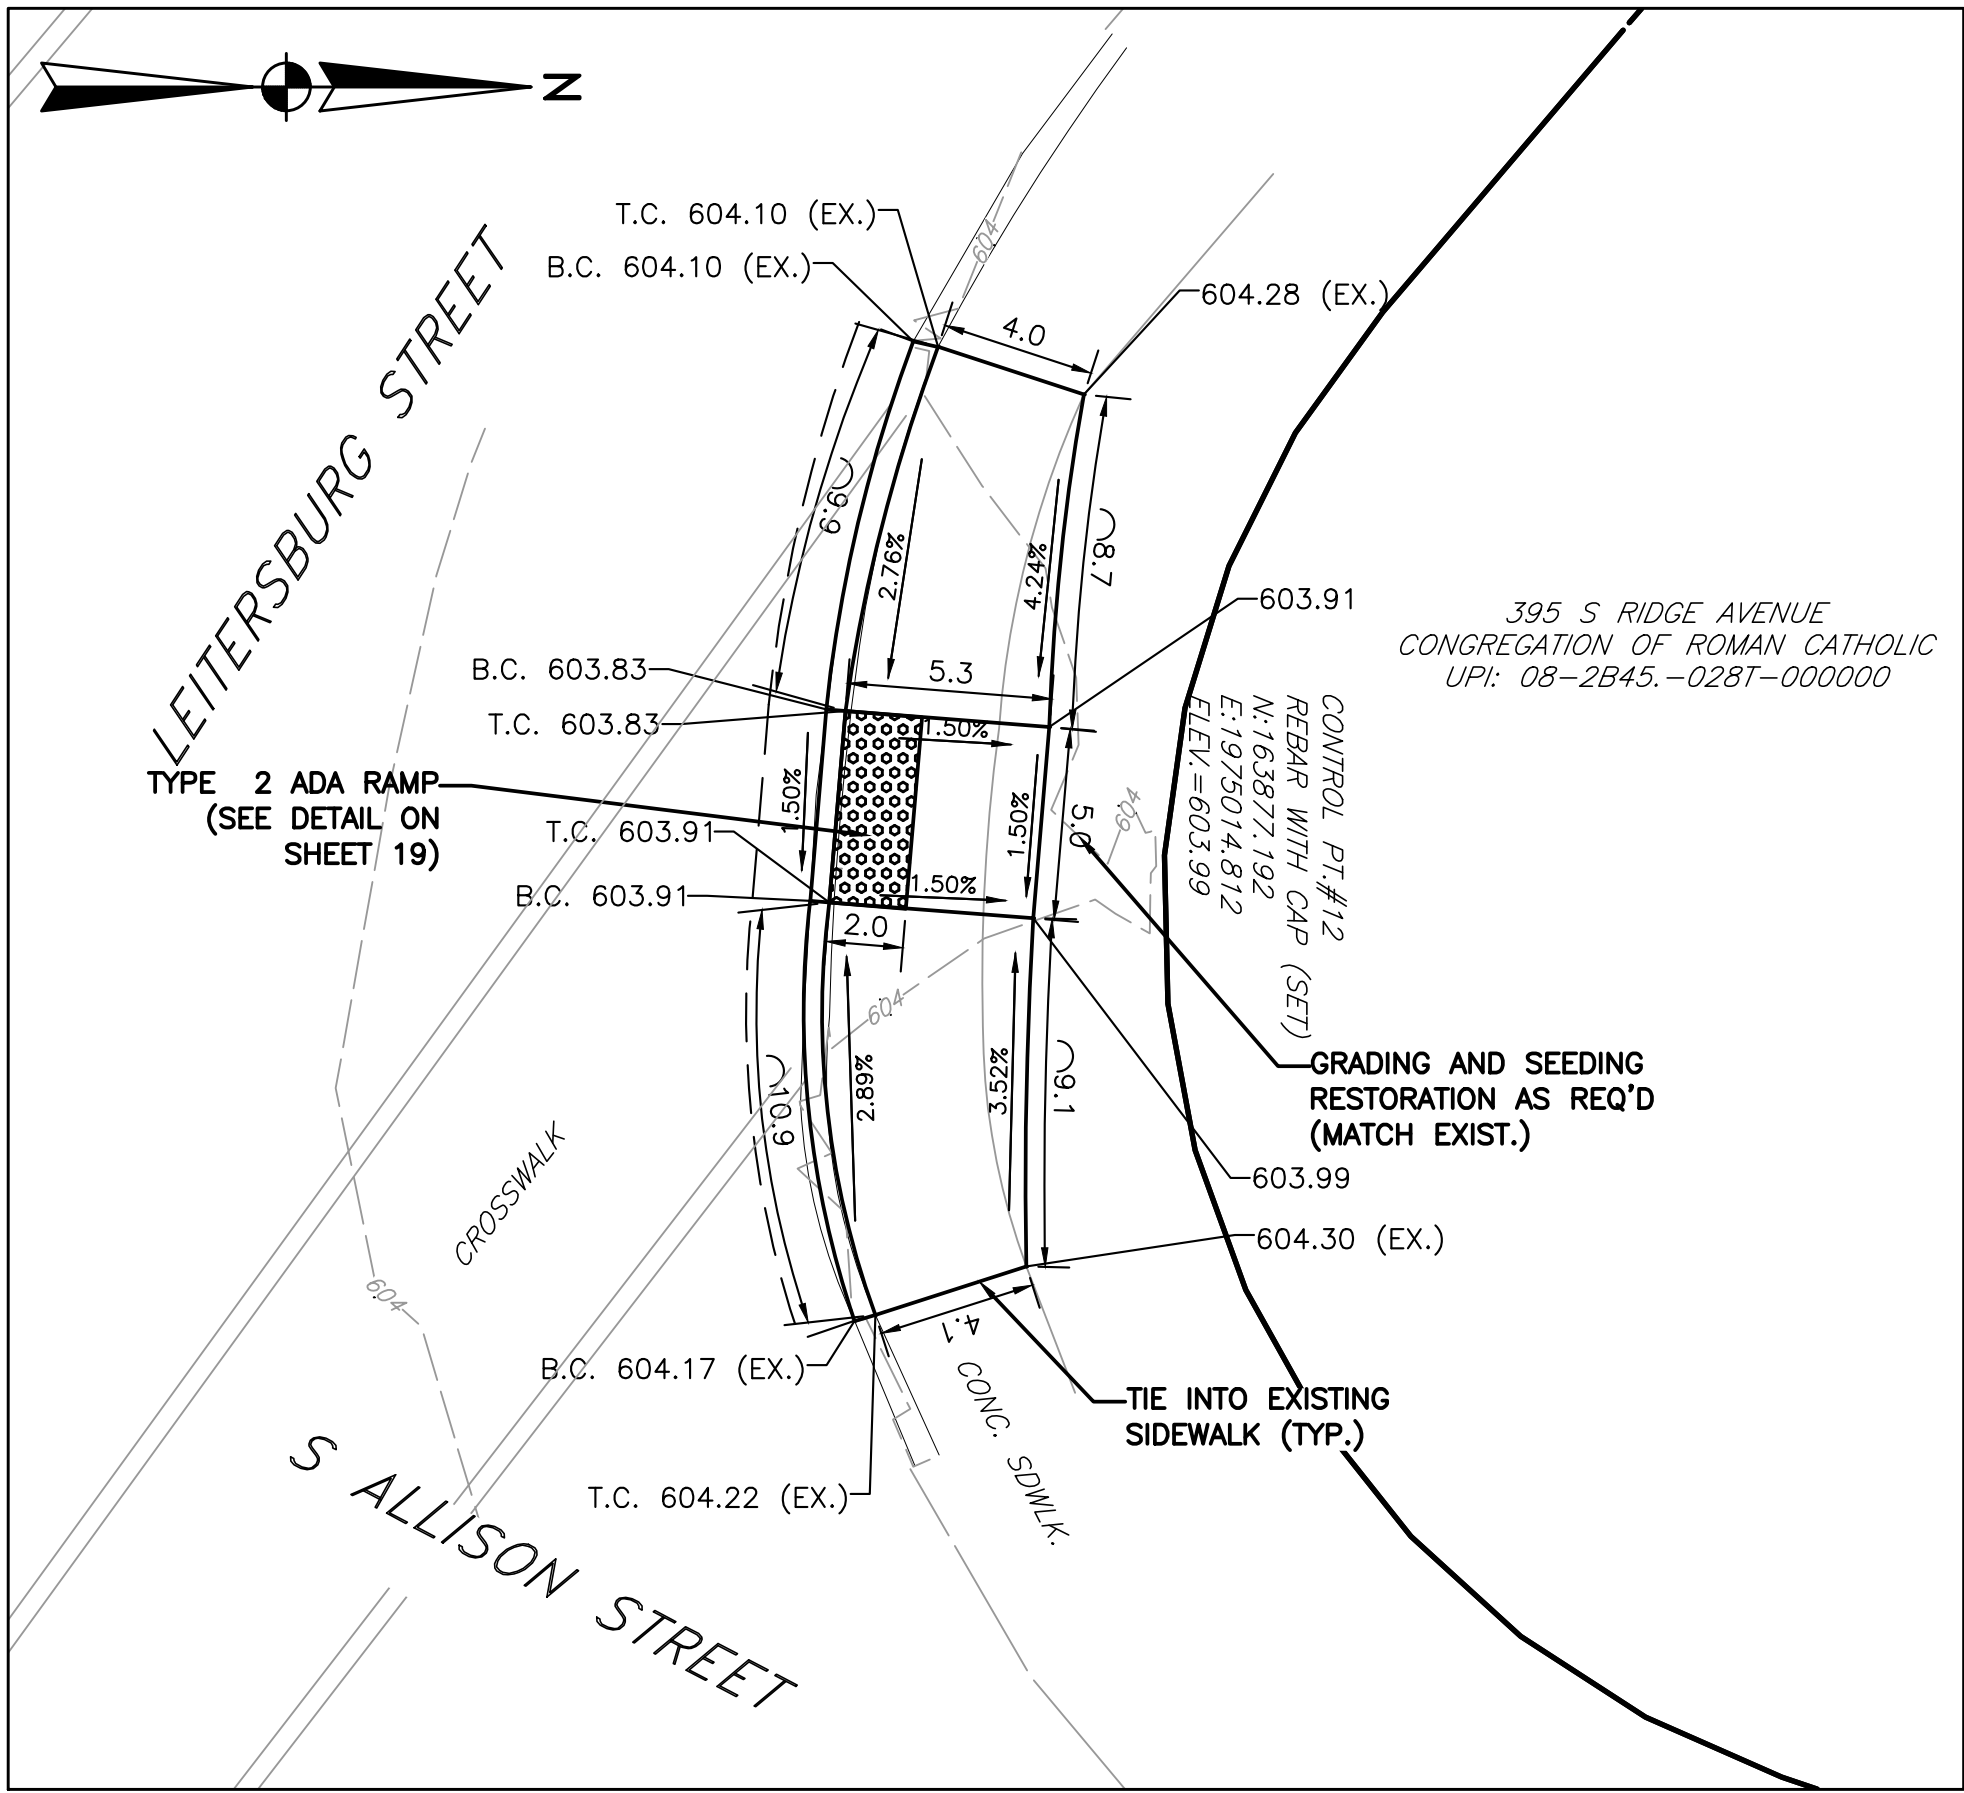 N
T.C. 604.10 (EX.)
B.C. 604.10 (EX.)
604.28 (EX.)
604
4.0
LEITERSBURG STREET
9.9
8.7
2.76%
4.24%
603.91
395 S RIDGE AVENUE
CONGREGATION OF ROMAN CATHOLIC
UPI: 08-2B45.-028T-000000
B.C. 603.83
T.C. 603.83
5.3
1.50%
CONTROL PT.#12
REBAR WITH CAP (SET)
N:163877.192
E:1975014.812
ELEV.=603.99
TYPE 2 ADA RAMP
(SEE DETAIL ON
SHEET 19)
1.50%
1.50%
5.0
604
T.C. 603.91
B.C. 603.91
1.50%
2.0
604
2.89%
3.52%
10.9
9.1
GRADING AND SEEDING
RESTORATION AS REQ'D
(MATCH EXIST.)
CROSSWALK
603.99
604.30 (EX.)
604
4.1
B.C. 604.17 (EX.)
CONC. SDWLK.
TIE INTO EXISTING
SIDEWALK (TYP.)
T.C. 604.22 (EX.)
S ALLISON STREET